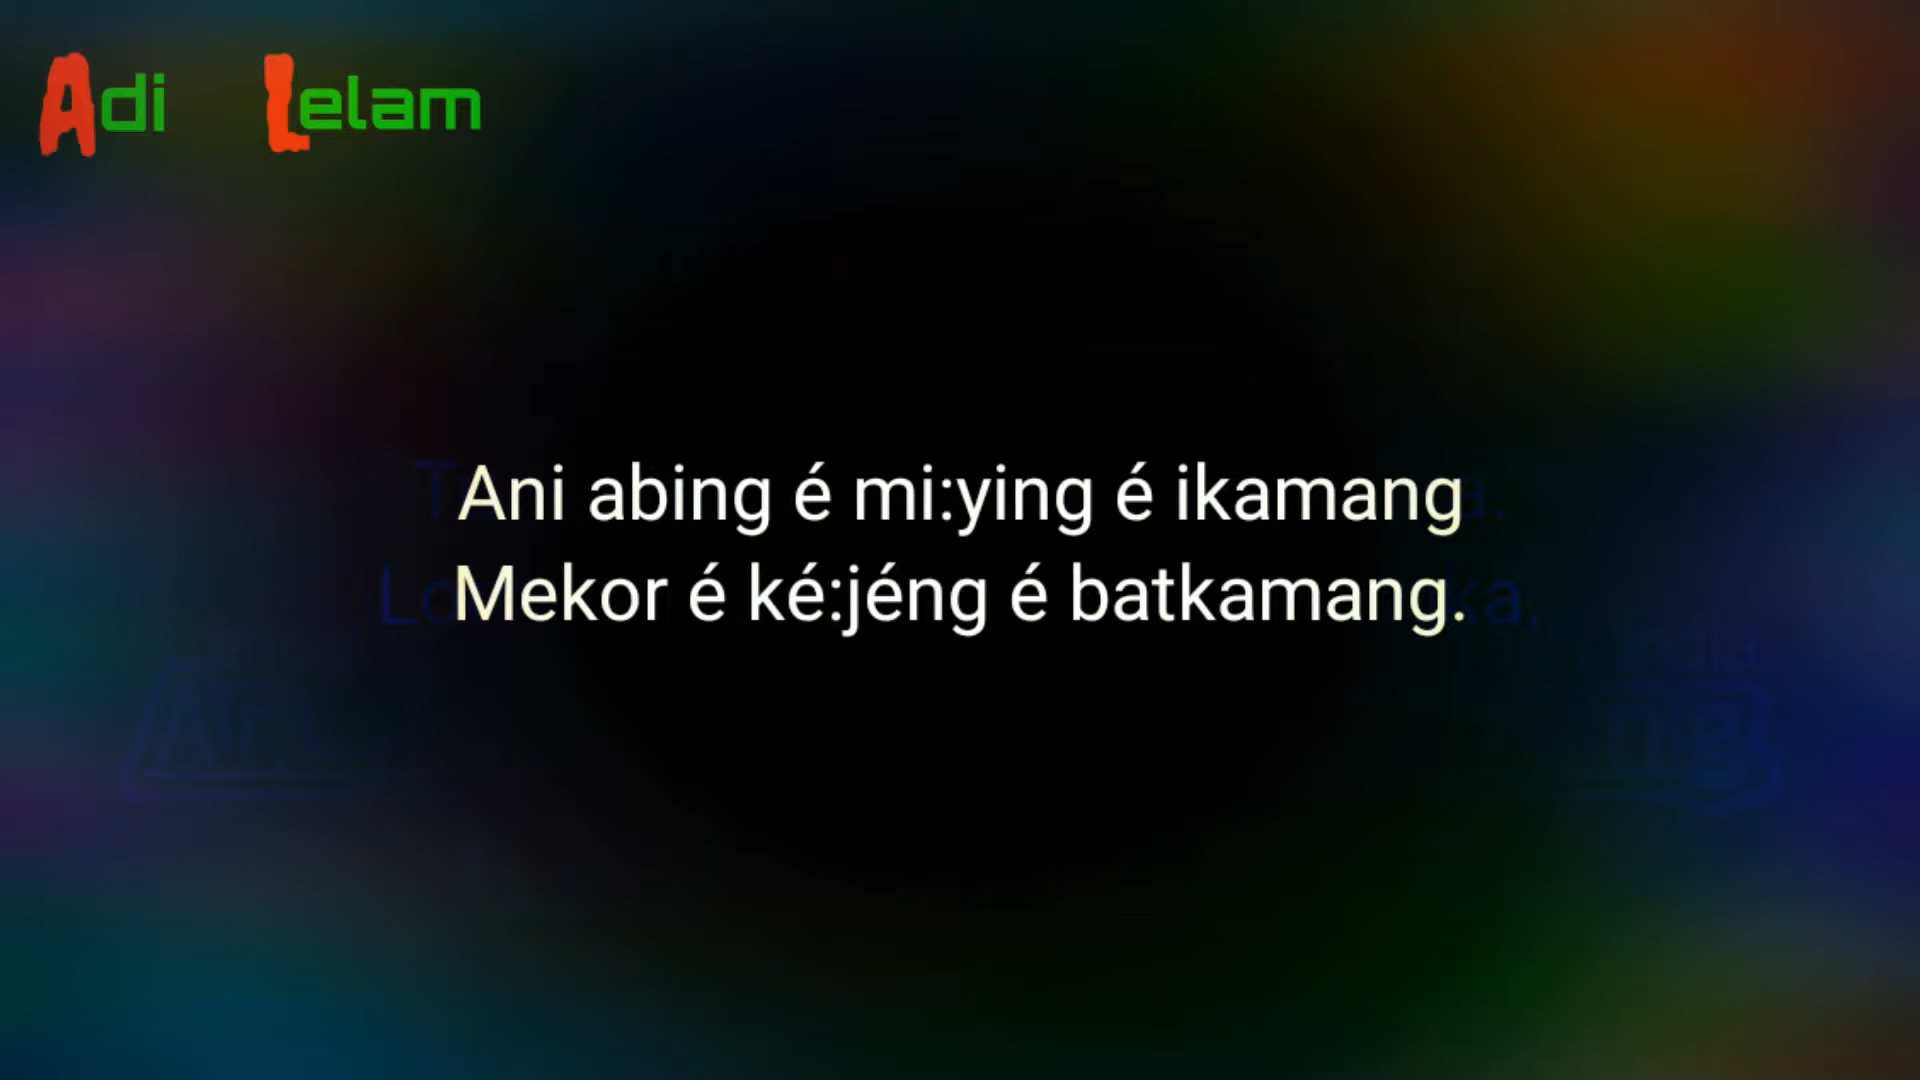 Adi Lelam
Ani abing é mi:ying é ikamang
Mekor é ké:jéng é batkamang.